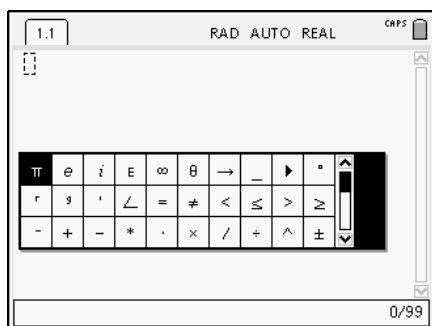 1.1 RAD AUTO REAL CAPS
π e i E ∞ θ → _ ▶ °
r g ' ∠ = ≠ < ≤ > ≥
- + − * · × / ÷ ^ ±
0/99